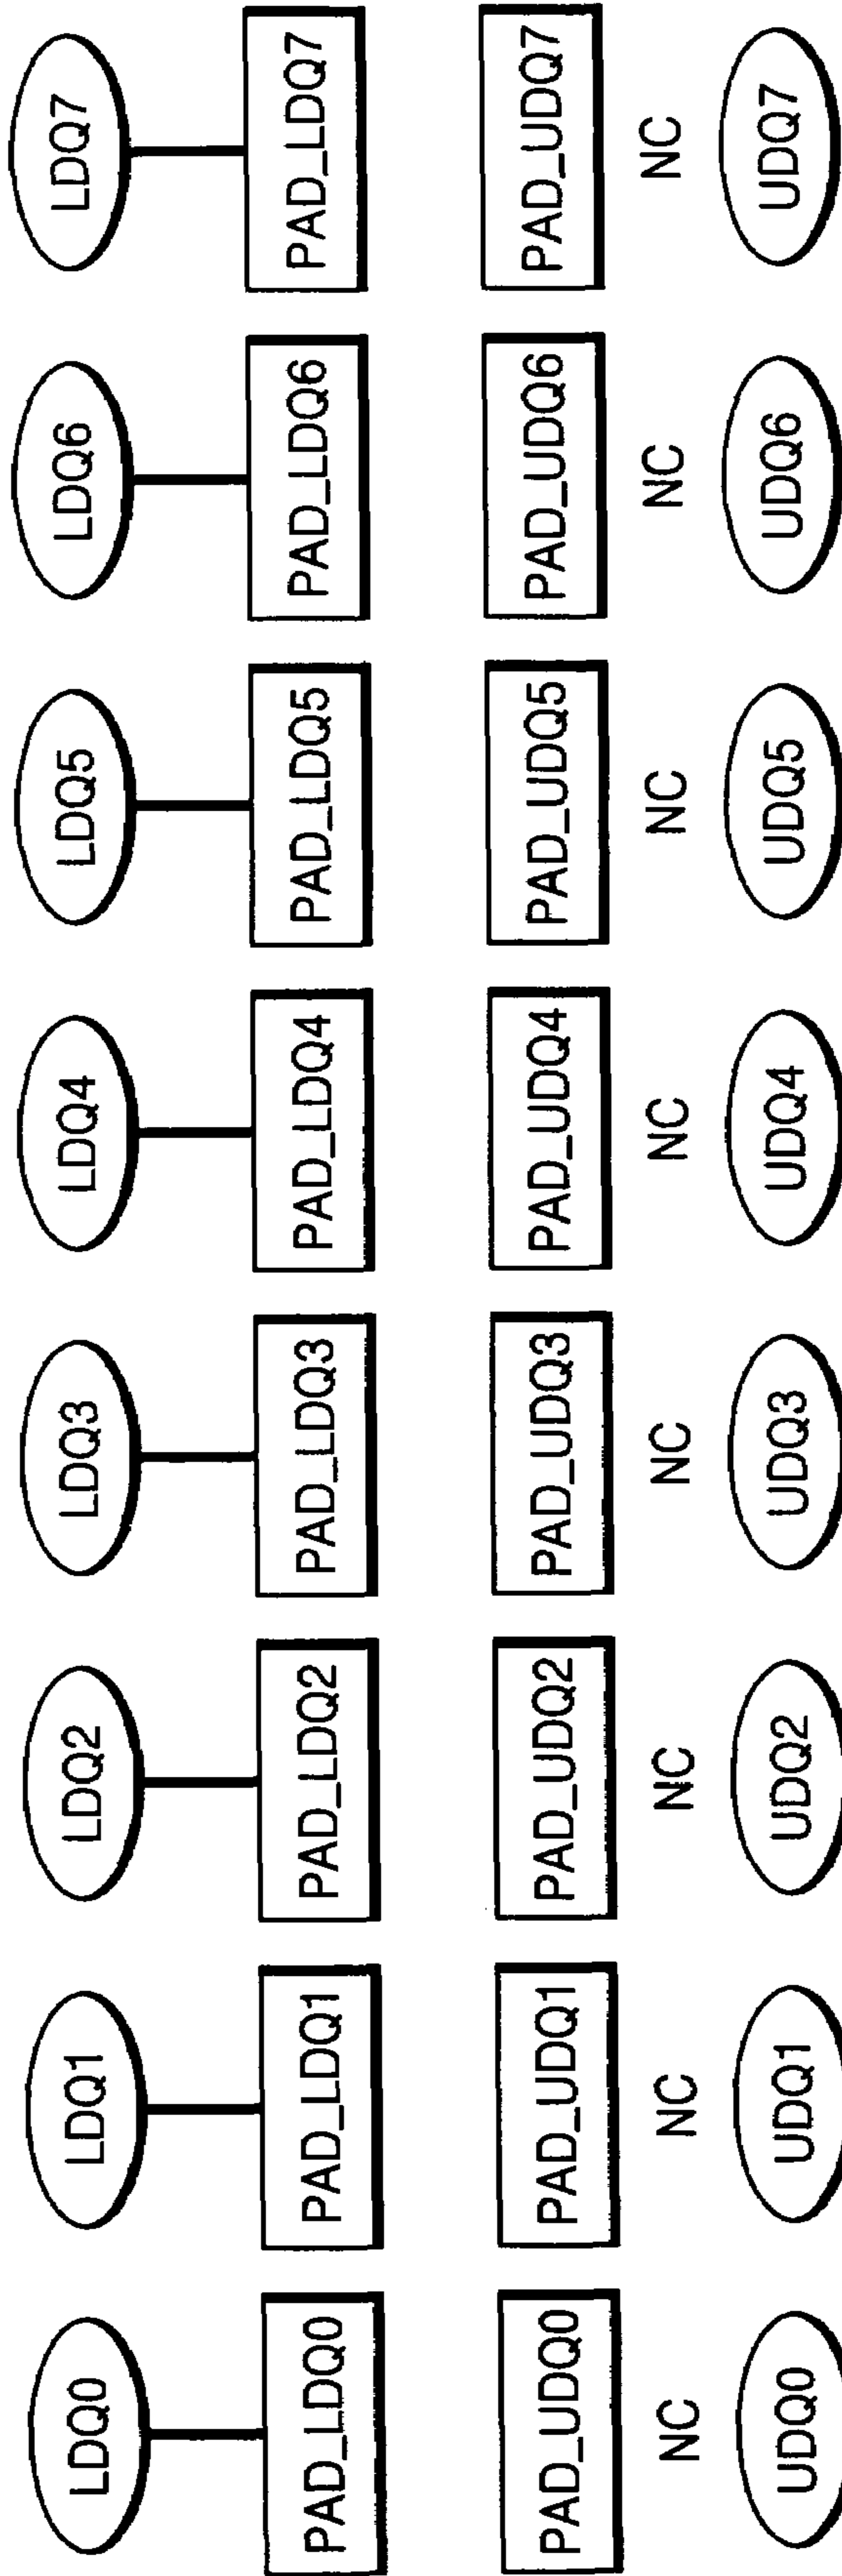 LDQ0 LDQ1 LDQ2 LDQ3 LDQ4 LDQ5 LDQ6 LDQ7
PAD_LDQ0 PAD_LDQ1 PAD_LDQ2 PAD_LDQ3 PAD_LDQ4 PAD_LDQ5 PAD_LDQ6 PAD_LDQ7
PAD_UDQ0 PAD_UDQ1 PAD_UDQ2 PAD_UDQ3 PAD_UDQ4 PAD_UDQ5 PAD_UDQ6 PAD_UDQ7
NC NC NC NC NC NC NC NC
UDQ0 UDQ1 UDQ2 UDQ3 UDQ4 UDQ5 UDQ6 UDQ7